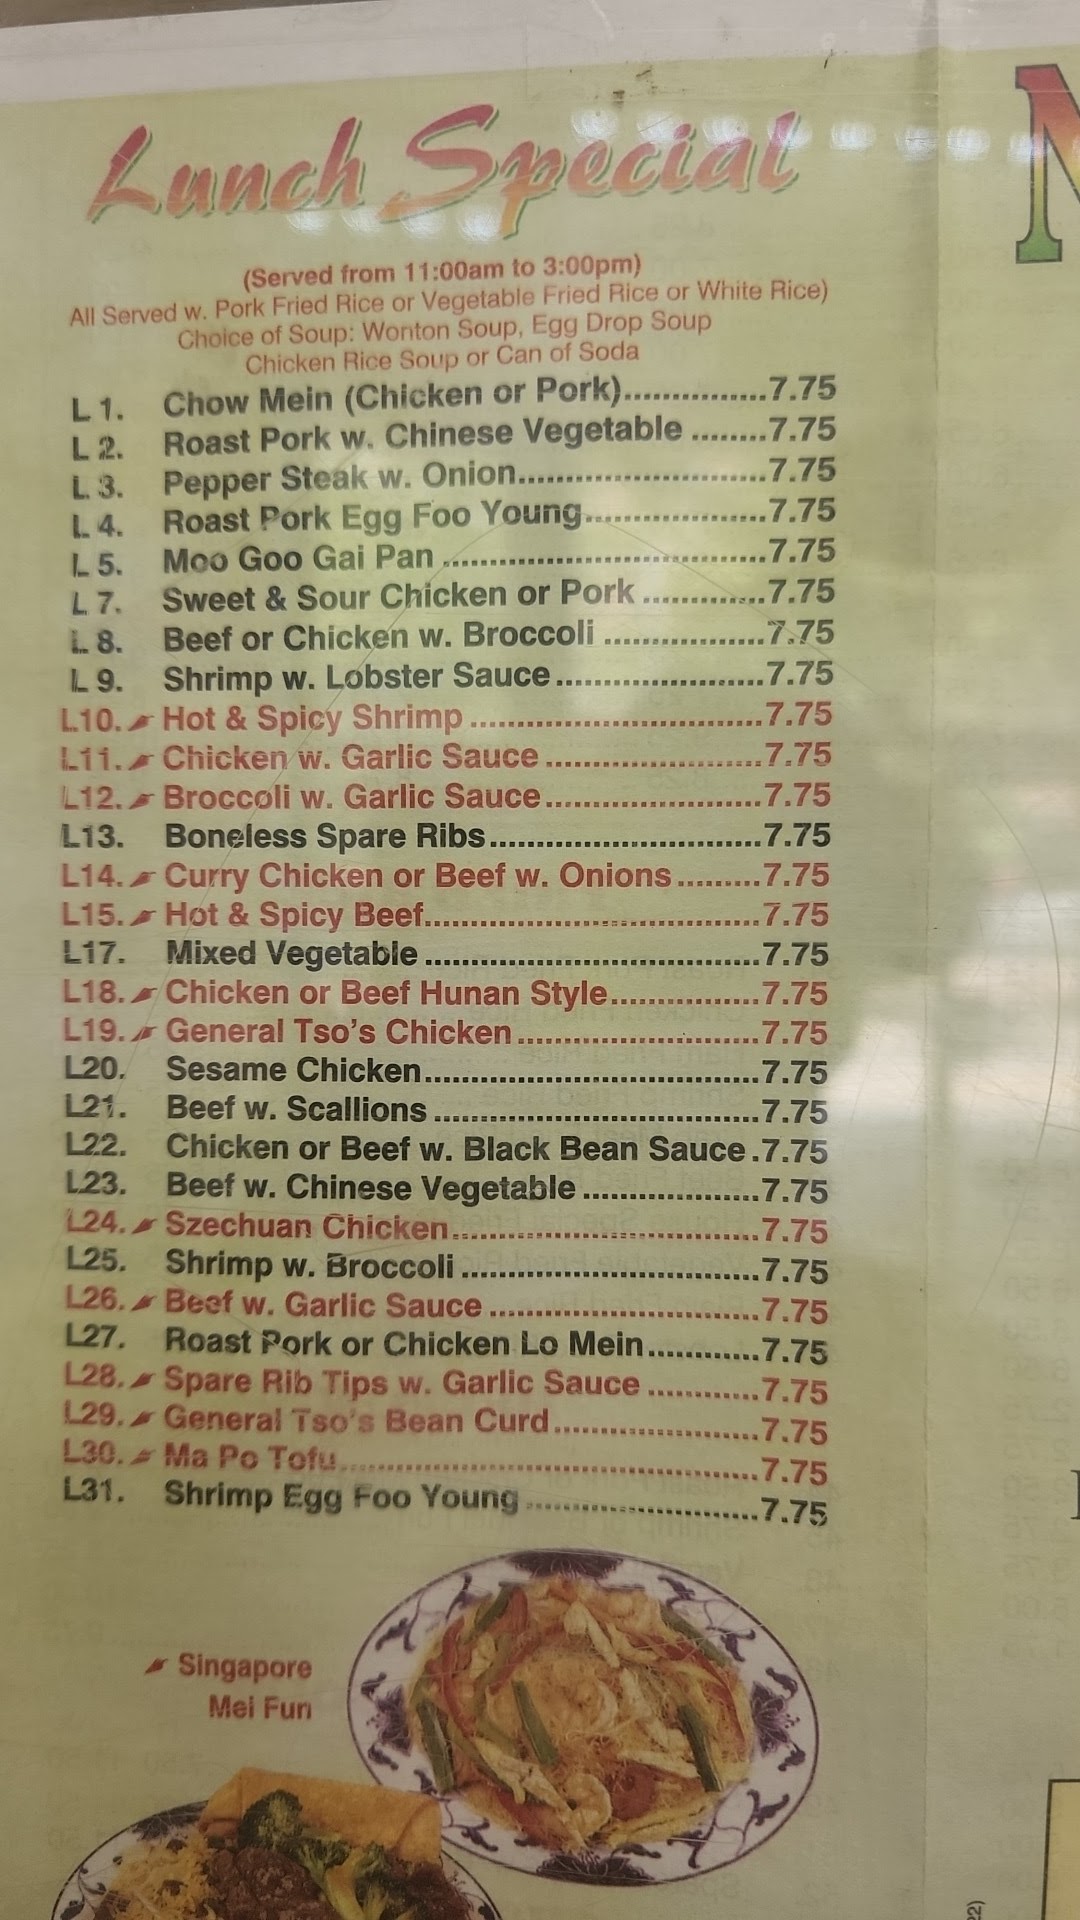 Lunch Special
(Served from 11:00am to 3:00pm)
All Served w. Pork Fried Rice or Vegetable Fried Rice or White Rice)
Choice of Soup: Wonton Soup, Egg Drop Soup
Chicken Rice Soup or Can of Soda
L 1. Chow Mein (Chicken or Pork)...............7.75
L 2. Roast Pork w. Chinese Vegetable ........7.75
L 3. Pepper Steak w. Onion..........................7.75
L 4. Roast Pork Egg Foo Young...................7.75
L 5. Moo Goo Gai Pan ..................................7.75
L 7. Sweet & Sour Chicken or Pork .............7.75
L 8. Beef or Chicken w. Broccoli .................7.75
L 9. Shrimp w. Lobster Sauce......................7.75
L10. Hot & Spicy Shrimp ...............................7.75
L11. Chicken w. Garlic Sauce .......................7.75
L12. Broccoli w. Garlic Sauce.......................7.75
L13. Boneless Spare Ribs.............................7.75
L14. Curry Chicken or Beef w. Onions.........7.75
L15. Hot & Spicy Beef...................................7.75
L17. Mixed Vegetable ...................................7.75
L18. Chicken or Beef Hunan Style................7.75
L19. General Tso's Chicken..........................7.75
L20. Sesame Chicken...................................7.75
L21. Beef w. Scallions ..................................7.75
L22. Chicken or Beef w. Black Bean Sauce.7.75
L23. Beef w. Chinese Vegetable ...................7.75
L24. Szechuan Chicken.................................7.75
L25. Shrimp w. Broccoli ................................7.75
L26. Beef w. Garlic Sauce .............................7.75
L27. Roast Pork or Chicken Lo Mein............7.75
L28. Spare Rib Tips w. Garlic Sauce ............7.75
L29. General Tso's Bean Curd......................7.75
L30. Ma Po Tofu.............................................7.75
L31. Shrimp Egg Foo Young.........................7.75
Singapore
Mei Fun